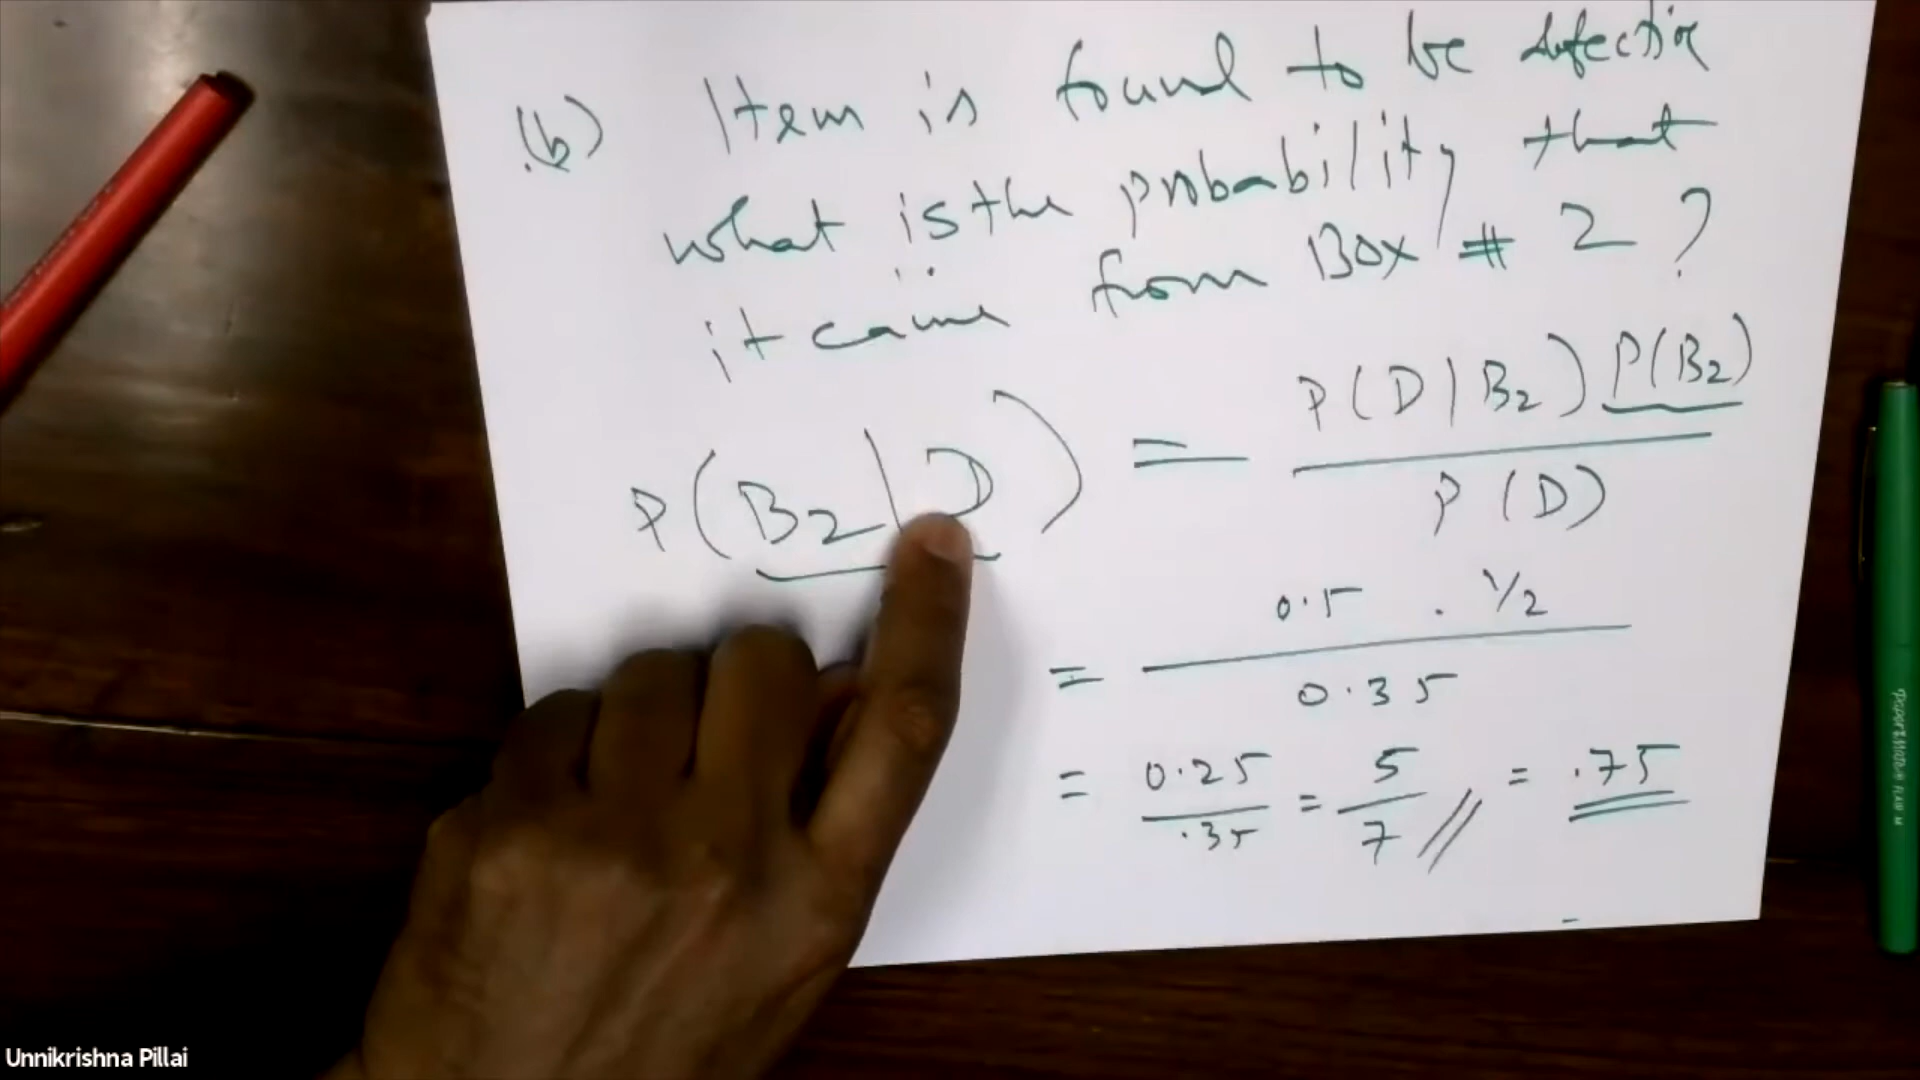 (b) Item is found to be defective
what is the probability that
it came from Box # 2 ?
P(B2|D) = P(D|B2) P(B2)
P(D)
= 0.5 . 1/2
0.35
= 0.25/.35 = 5/7 = .75
Unnikrishna Pillai